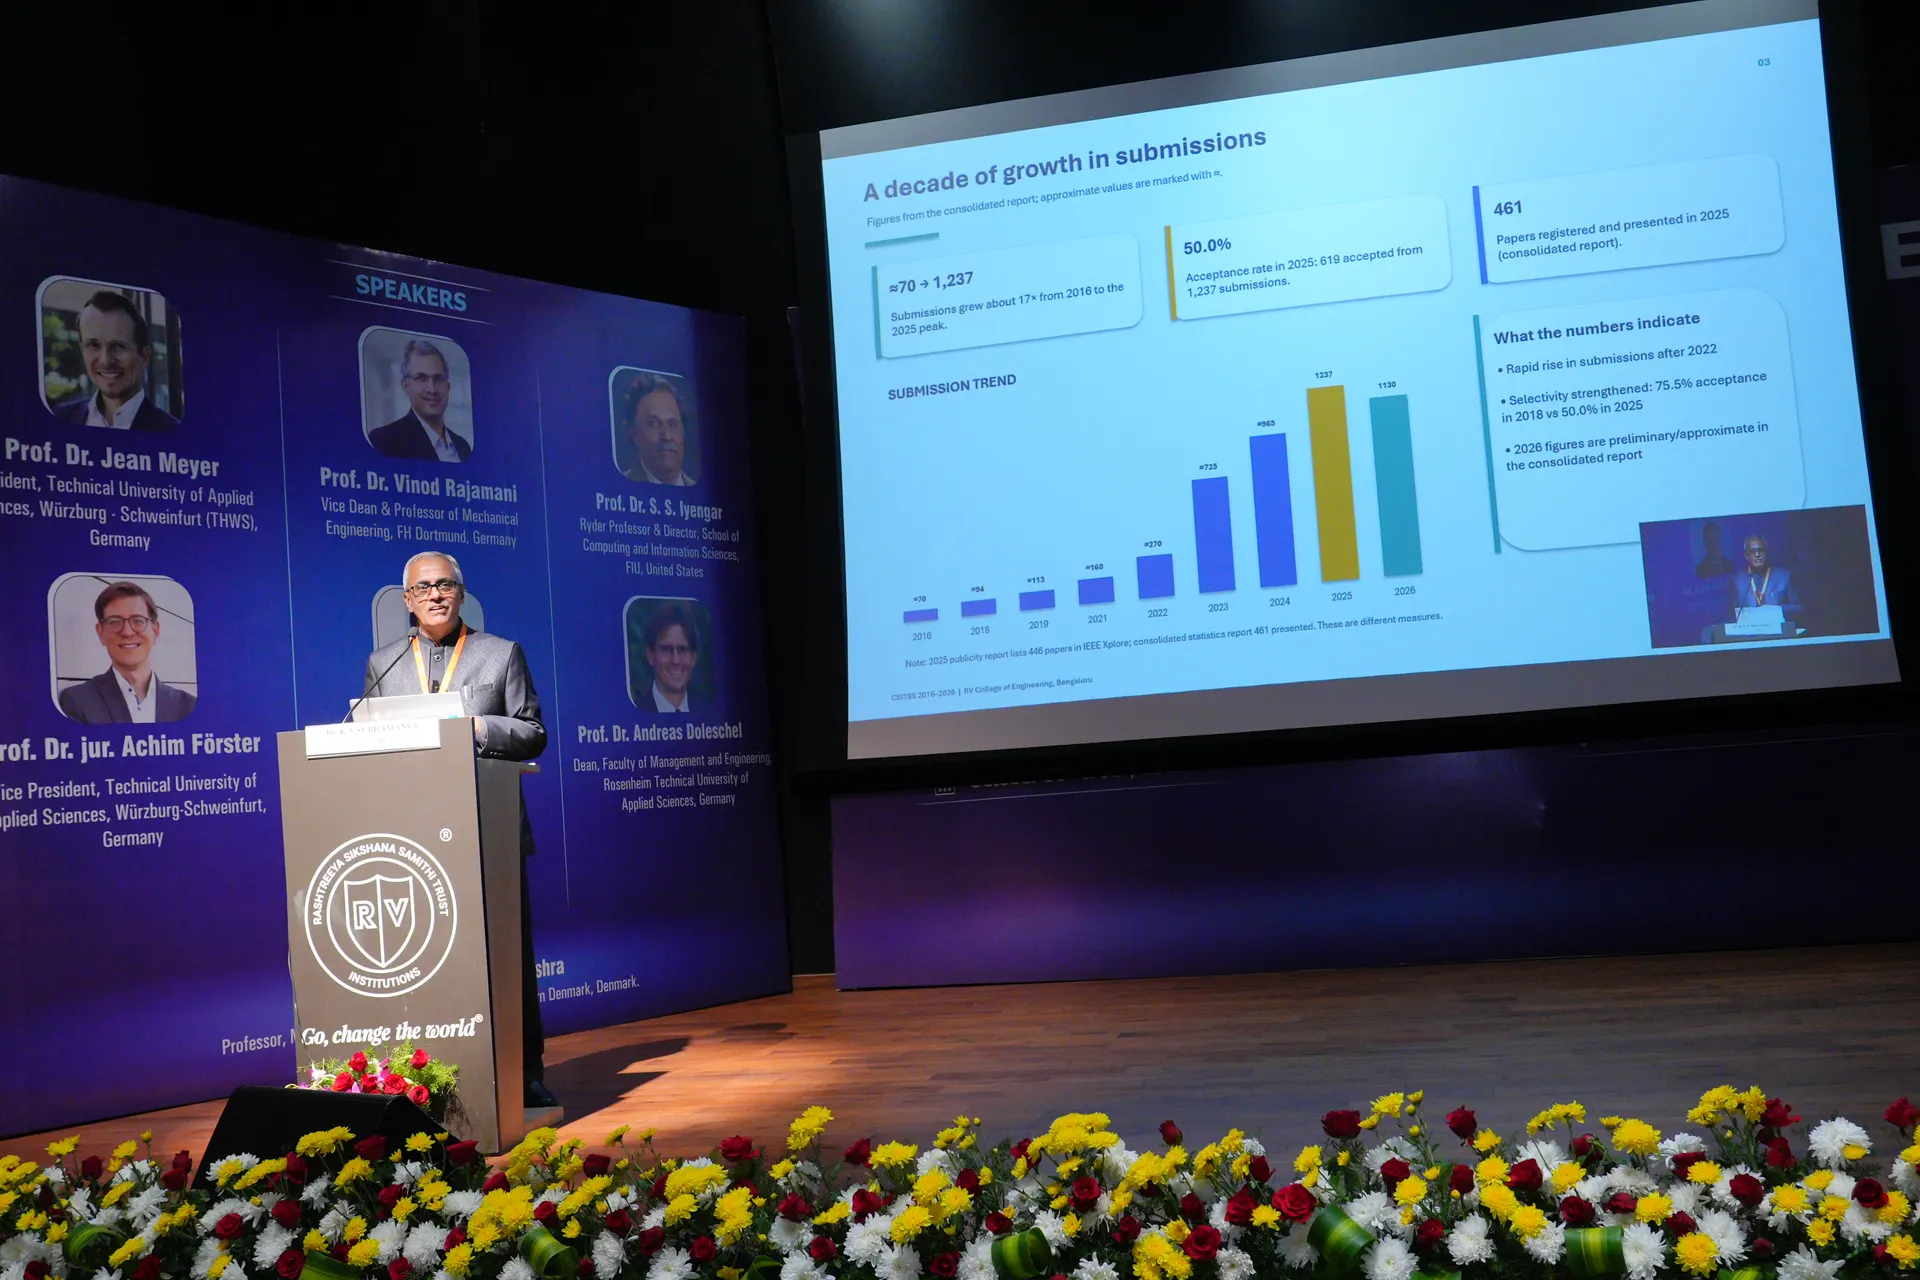 SPEAKERS
Prof. Dr. Jean Meyer
ident, Technical University of Applied
nces, Würzburg - Schweinfurt (THWS),
Germany
Prof. Dr. Vinod Rajamani
Vice Dean & Professor of Mechanical
Engineering, FH Dortmund, Germany
Prof. Dr. S. S. Iyengar
Ryder Professor & Director, School of
Computing and Information Sciences,
FIU, United States
rof. Dr. jur. Achim Förster
ice President, Technical University of
pplied Sciences, Würzburg-Schweinfurt,
Germany
Prof. Dr. Andreas Doleschel
Dean, Faculty of Management and Engineering,
Rosenheim Technical University of
Applied Sciences, Germany
shra
rn Denmark, Denmark.
Professor,
RASHTREEYA SIKSHANA SAMITHI TRUST
®
RV
INSTITUTIONS
Go, change the world®
03
A decade of growth in submissions
Figures from the consolidated report; approximate values are marked with ≈.
≈70 → 1,237
Submissions grew about 17× from 2016 to the
2025 peak.
50.0%
Acceptance rate in 2025: 619 accepted from
1,237 submissions.
461
Papers registered and presented in 2025
(consolidated report).
SUBMISSION TREND
≈70
≈94
≈113
≈160
≈270
≈725
≈965
1237
1130
2016
2018
2019
2021
2022
2023
2024
2025
2026
What the numbers indicate
• Rapid rise in submissions after 2022
• Selectivity strengthened: 75.5% acceptance
in 2018 vs 50.0% in 2025
• 2026 figures are preliminary/approximate in
the consolidated report
Note: 2025 publicity report lists 446 papers in IEEE Xplore; consolidated statistics report 461 presented. These are different measures.
CSITSS 2016–2026 | RV College of Engineering, Bengaluru
E